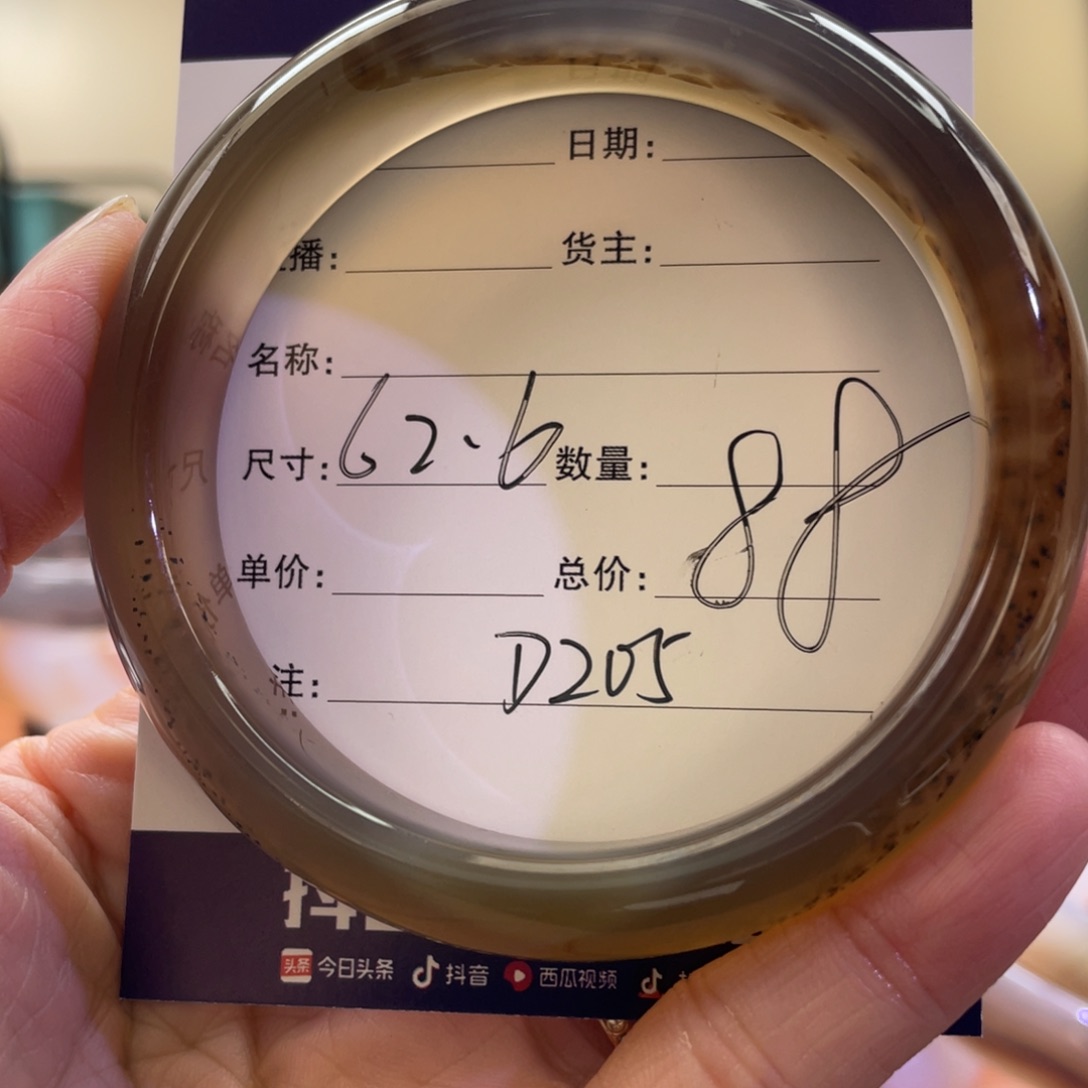 日期:
播: 货主:
名称:
尺寸: 62.6 数量: 88
单价: 总价:
注: D205
头条 今日头条 抖音 西瓜视频